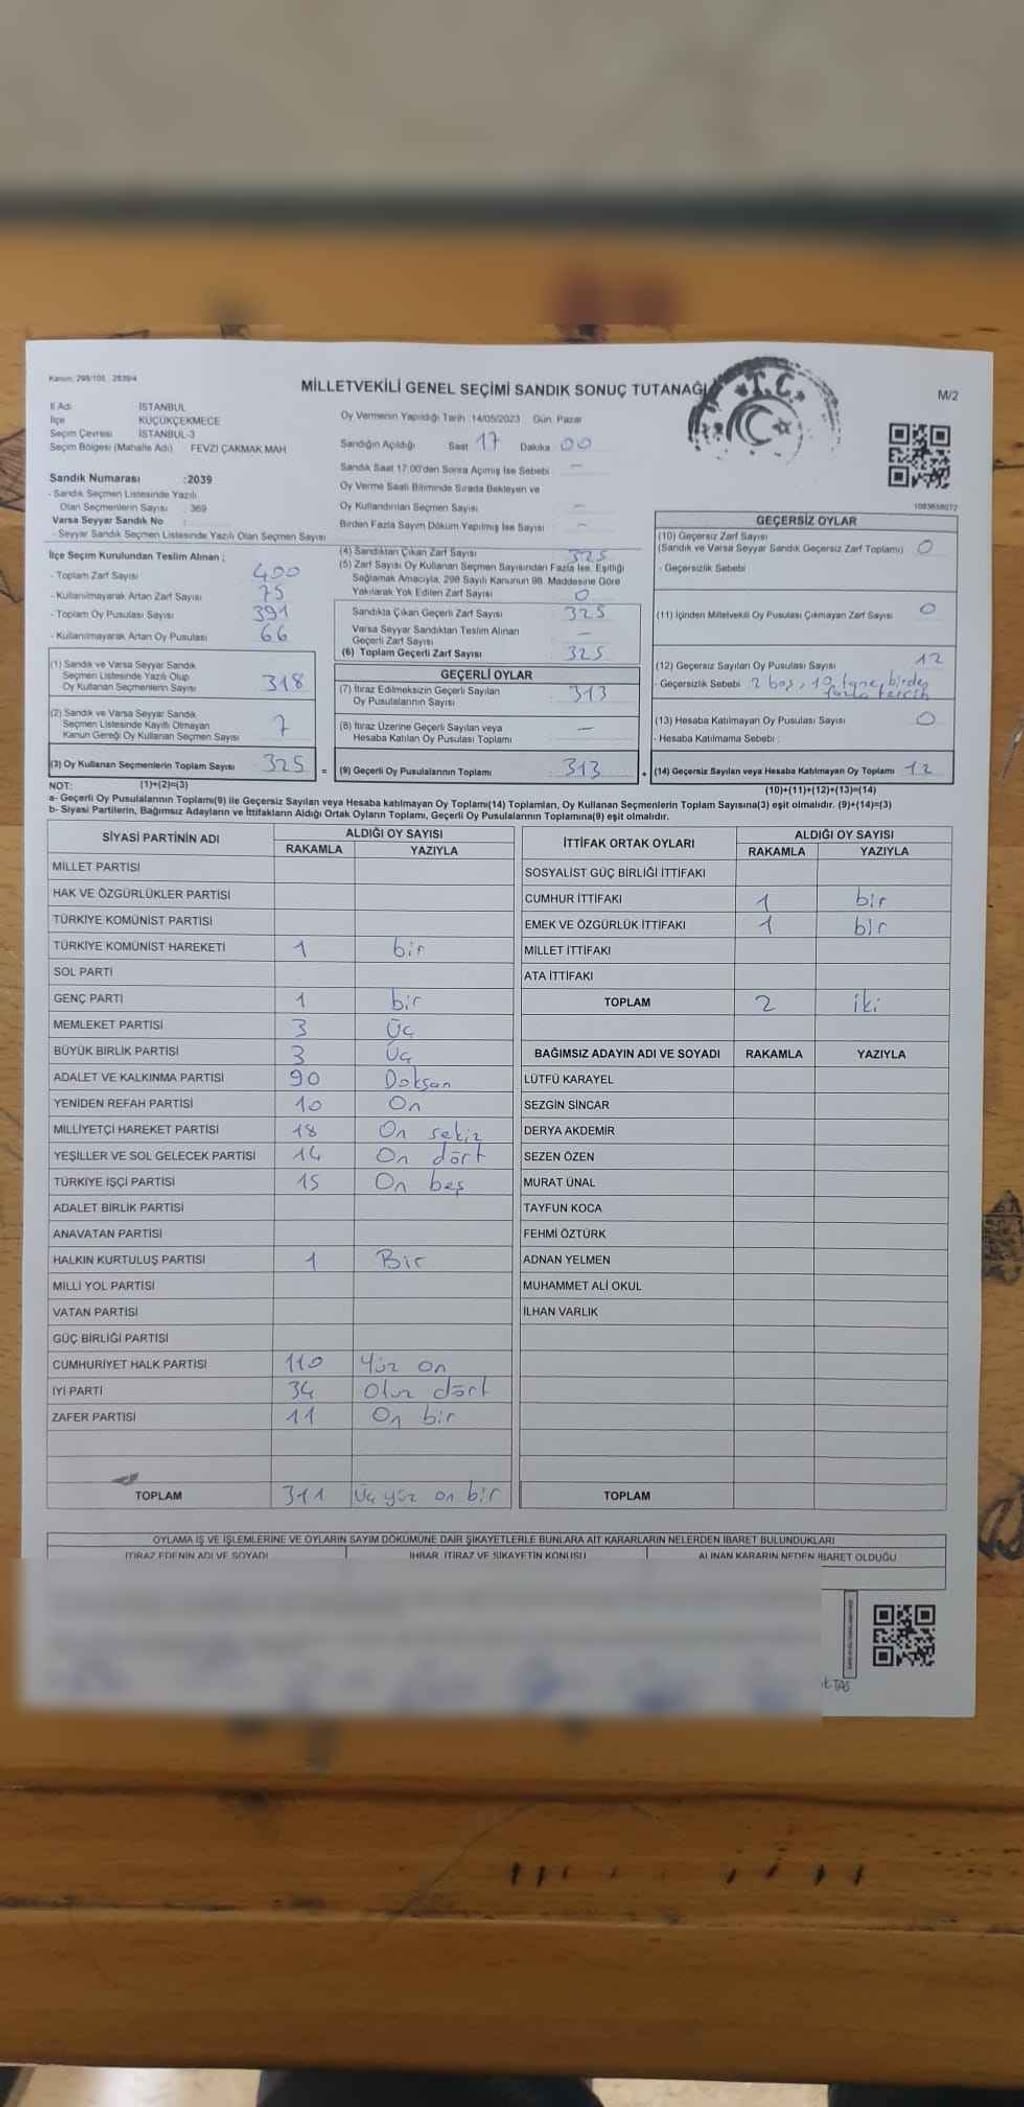 Kanun: 298/105 , 2839/4
MİLLETVEKİLİ GENEL SEÇİMİ SANDIK SONUÇ TUTANAĞI
T.C.
M/2
İl Adı İSTANBUL
İlçe KÜÇÜKÇEKMECE
Seçim Çevresi İSTANBUL-3
Seçim Bölgesi (Mahalle Adı) FEVZİ ÇAKMAK MAH
Oy Vermenin Yapıldığı Tarih 14/05/2023 Gün Pazar
Sandığın Açıldığı Saat 17 Dakika 00
Sandık Saat 17:00'den Sonra Açılmış İse Sebebi —
Oy Verme Saati Bitiminde Sırada Bekleyen ve
Oy Kullandırılan Seçmen Sayısı —
Birden Fazla Sayım Döküm Yapılmış İse Sayısı —
Sandık Numarası :2039
- Sandık Seçmen Listesinde Yazılı
Olan Seçmenlerin Sayısı : 369
Varsa Seyyar Sandık No :
- Seyyar Sandık Seçmen Listesinde Yazılı Olan Seçmen Sayısı
İlçe Seçim Kurulundan Teslim Alınan ;
- Toplam Zarf Sayısı 400
- Kullanılmayarak Artan Zarf Sayısı 75
- Toplam Oy Pusulası Sayısı 391
- Kullanılmayarak Artan Oy Pusulası 66
(1) Sandık ve Varsa Seyyar Sandık
Seçmen Listesinde Yazılı Olup
Oy Kullanan Seçmenlerin Sayısı 318
(2) Sandık ve Varsa Seyyar Sandık
Seçmen Listesinde Kayıtlı Olmayan
Kanun Gereği Oy Kullanan Seçmen Sayısı 7
(3) Oy Kullanan Seçmenlerin Toplam Sayısı 325
(1)+(2)=(3)
(4) Sandıktan Çıkan Zarf Sayısı 325
(5) Zarf Sayısı Oy Kullanan Seçmen Sayısından Fazla İse, Eşitliği
Sağlamak Amacıyla, 298 Sayılı Kanunun 98. Maddesine Göre
Yakılarak Yok Edilen Zarf Sayısı 0
Sandıkta Çıkan Geçerli Zarf Sayısı 325
Varsa Seyyar Sandıktan Teslim Alınan
Geçerli Zarf Sayısı —
(6) Toplam Geçerli Zarf Sayısı 325
GEÇERLİ OYLAR
(7) İtiraz Edilmeksizin Geçerli Sayılan
Oy Pusulalarının Sayısı 313
(8) İtiraz Üzerine Geçerli Sayılan veya
Hesaba Katılan Oy Pusulası Toplamı —
= (9) Geçerli Oy Pusulalarının Toplamı 313
GEÇERSİZ OYLAR
(10) Geçersiz Zarf Sayısı
(Sandık ve Varsa Seyyar Sandık Geçersiz Zarf Toplamı) 0
- Geçersizlik Sebebi
(11) İçinden Milletvekili Oy Pusulası Çıkmayan Zarf Sayısı 0
(12) Geçersiz Sayılan Oy Pusulası Sayısı 12
- Geçersizlik Sebebi 2 boş, 10 tane birden
fazla tercih
(13) Hesaba Katılmayan Oy Pusulası Sayısı 0
- Hesaba Katılmama Sebebi :
+ (14) Geçersiz Sayılan veya Hesaba Katılmayan Oy Toplamı 12
(10)+(11)+(12)+(13)=(14)
NOT:
a- Geçerli Oy Pusulalarının Toplamı(9) ile Geçersiz Sayılan veya Hesaba katılmayan Oy Toplamı(14) Toplamları, Oy Kullanan Seçmenlerin Toplam Sayısına(3) eşit olmalıdır. (9)+(14)=(3)
b- Siyasi Partilerin, Bağımsız Adayların ve İttifakların Aldığı Ortak Oyların Toplamı, Geçerli Oy Pusulalarının Toplamına(9) eşit olmalıdır.
SİYASİ PARTİNİN ADI ALDIĞI OY SAYISI
RAKAMLA YAZIYLA
MİLLET PARTİSİ
HAK VE ÖZGÜRLÜKLER PARTİSİ
TÜRKİYE KOMÜNİST PARTİSİ
TÜRKİYE KOMÜNİST HAREKETİ 1 bir
SOL PARTİ
GENÇ PARTİ 1 bir
MEMLEKET PARTİSİ 3 Üç
BÜYÜK BİRLİK PARTİSİ 3 Üç
ADALET VE KALKINMA PARTİSİ 90 Doksan
YENİDEN REFAH PARTİSİ 10 On
MİLLİYETÇİ HAREKET PARTİSİ 18 On sekiz
YEŞİLLER VE SOL GELECEK PARTİSİ 14 On dört
TÜRKİYE İŞÇİ PARTİSİ 15 On beş
ADALET BİRLİK PARTİSİ
ANAVATAN PARTİSİ
HALKIN KURTULUŞ PARTİSİ 1 Bir
MİLLİ YOL PARTİSİ
VATAN PARTİSİ
GÜÇ BİRLİĞİ PARTİSİ
CUMHURİYET HALK PARTİSİ 110 Yüz on
İYİ PARTİ 34 Otuz dört
ZAFER PARTİSİ 11 On bir
TOPLAM 311 Üç yüz on bir
İTTİFAK ORTAK OYLARI ALDIĞI OY SAYISI
RAKAMLA YAZIYLA
SOSYALİST GÜÇ BİRLİĞİ İTTİFAKI
CUMHUR İTTİFAKI 1 bir
EMEK VE ÖZGÜRLÜK İTTİFAKI 1 bir
MİLLET İTTİFAKI
ATA İTTİFAKI
TOPLAM 2 iki
BAĞIMSIZ ADAYIN ADI VE SOYADI RAKAMLA YAZIYLA
LÜTFÜ KARAYEL
SEZGİN SİNCAR
DERYA AKDEMİR
SEZEN ÖZEN
MURAT ÜNAL
TAYFUN KOCA
FEHMİ ÖZTÜRK
ADNAN YELMEN
MUHAMMET ALİ OKUL
İLHAN VARLIK
TOPLAM
OYLAMA İŞ VE İŞLEMLERİNE VE OYLARIN SAYIM DÖKÜMÜNE DAİR ŞİKAYETLERLE BUNLARA AİT KARARLARIN NELERDEN İBARET BULUNDUKLARI
İTİRAZ EDENİN ADI VE SOYADI İHBAR, İTİRAZ VE ŞİKAYETİN KONUSU ALINAN KARARIN NEDEN İBARET OLDUĞU